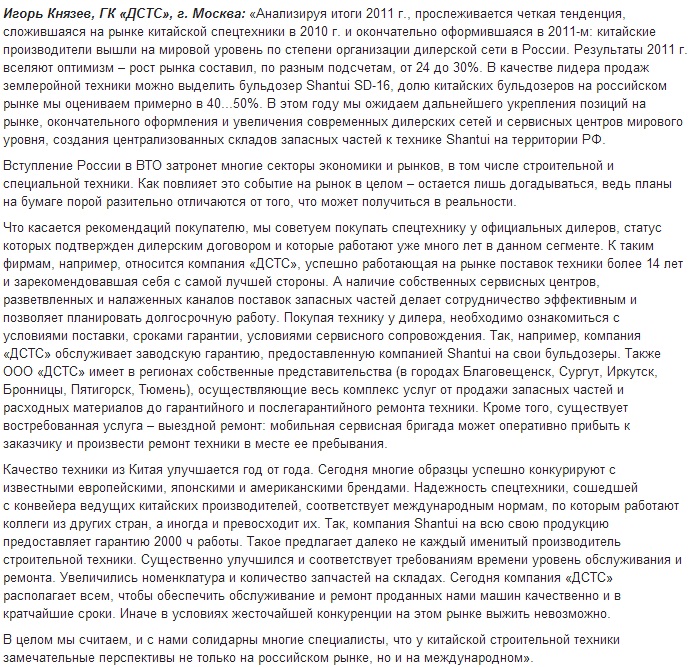 Игорь Князев, ГК «ДСТС», г. Москва: «Анализируя итоги 2011 г., прослеживается четкая тенденция,
сложившаяся на рынке китайской спецтехники в 2010 г. и окончательно оформившаяся в 2011-м: китайские
производители вышли на мировой уровень по степени организации дилерской сети в России. Результаты 2011 г.
вселяют оптимизм – рост рынка составил, по разным подсчетам, от 24 до 30%. В качестве лидера продаж
землеройной техники можно выделить бульдозер Shantui SD-16, долю китайских бульдозеров на российском
рынке мы оцениваем примерно в 40...50%. В этом году мы ожидаем дальнейшего укрепления позиций на
рынке, окончательного оформления и увеличения современных дилерских сетей и сервисных центров мирового
уровня, создания централизованных складов запасных частей к технике Shantui на территории РФ.
Вступление России в ВТО затронет многие секторы экономики и рынков, в том числе строительной и
специальной техники. Как повлияет это событие на рынок в целом – остается лишь догадываться, ведь планы
на бумаге порой разительно отличаются от того, что может получиться в реальности.
Что касается рекомендаций покупателю, мы советуем покупать спецтехнику у официальных дилеров, статус
которых подтвержден дилерским договором и которые работают уже много лет в данном сегменте. К таким
фирмам, например, относится компания «ДСТС», успешно работающая на рынке поставок техники более 14 лет
и зарекомендовавшая себя с самой лучшей стороны. А наличие собственных сервисных центров,
разветвленных и налаженных каналов поставок запасных частей делает сотрудничество эффективным и
позволяет планировать долгосрочную работу. Покупая технику у дилера, необходимо ознакомиться с
условиями поставки, сроками гарантии, условиями сервисного сопровождения. Так, например, компания
«ДСТС» обслуживает заводскую гарантию, предоставленную компанией Shantui на свои бульдозеры. Также
ООО «ДСТС» имеет в регионах собственные представительства (в городах Благовещенск, Сургут, Иркутск,
Бронницы, Пятигорск, Тюмень), осуществляющие весь комплекс услуг от продажи запасных частей и
расходных материалов до гарантийного и послегарантийного ремонта техники. Кроме того, существует
востребованная услуга – выездной ремонт: мобильная сервисная бригада может оперативно прибыть к
заказчику и произвести ремонт техники в месте ее пребывания.
Качество техники из Китая улучшается год от года. Сегодня многие образцы успешно конкурируют с
известными европейскими, японскими и американскими брендами. Надежность спецтехники, сошедшей
с конвейера ведущих китайских производителей, соответствует международным нормам, по которым работают
коллеги из других стран, а иногда и превосходит их. Так, компания Shantui на всю свою продукцию
предоставляет гарантию 2000 ч работы. Такое предлагает далеко не каждый именитый производитель
строительной техники. Существенно улучшился и соответствует требованиям времени уровень обслуживания и
ремонта. Увеличились номенклатура и количество запчастей на складах. Сегодня компания «ДСТС»
располагает всем, чтобы обеспечить обслуживание и ремонт проданных нами машин качественно и в
кратчайшие сроки. Иначе в условиях жесточайшей конкуренции на этом рынке выжить невозможно.
В целом мы считаем, и с нами солидарны многие специалисты, что у китайской строительной техники
замечательные перспективы не только на российском рынке, но и на международном».